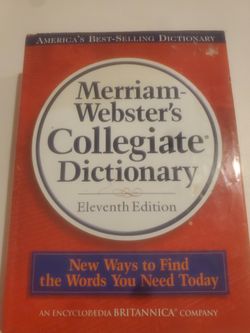 AMERICA'S BEST-SELLING DICTIONARY
Merriam-
Webster's
Collegiate®
Dictionary
Eleventh Edition
New Ways to Find
the Words You Need Today
AN ENCYCLOPÆDIA BRITANNICA® COMPANY